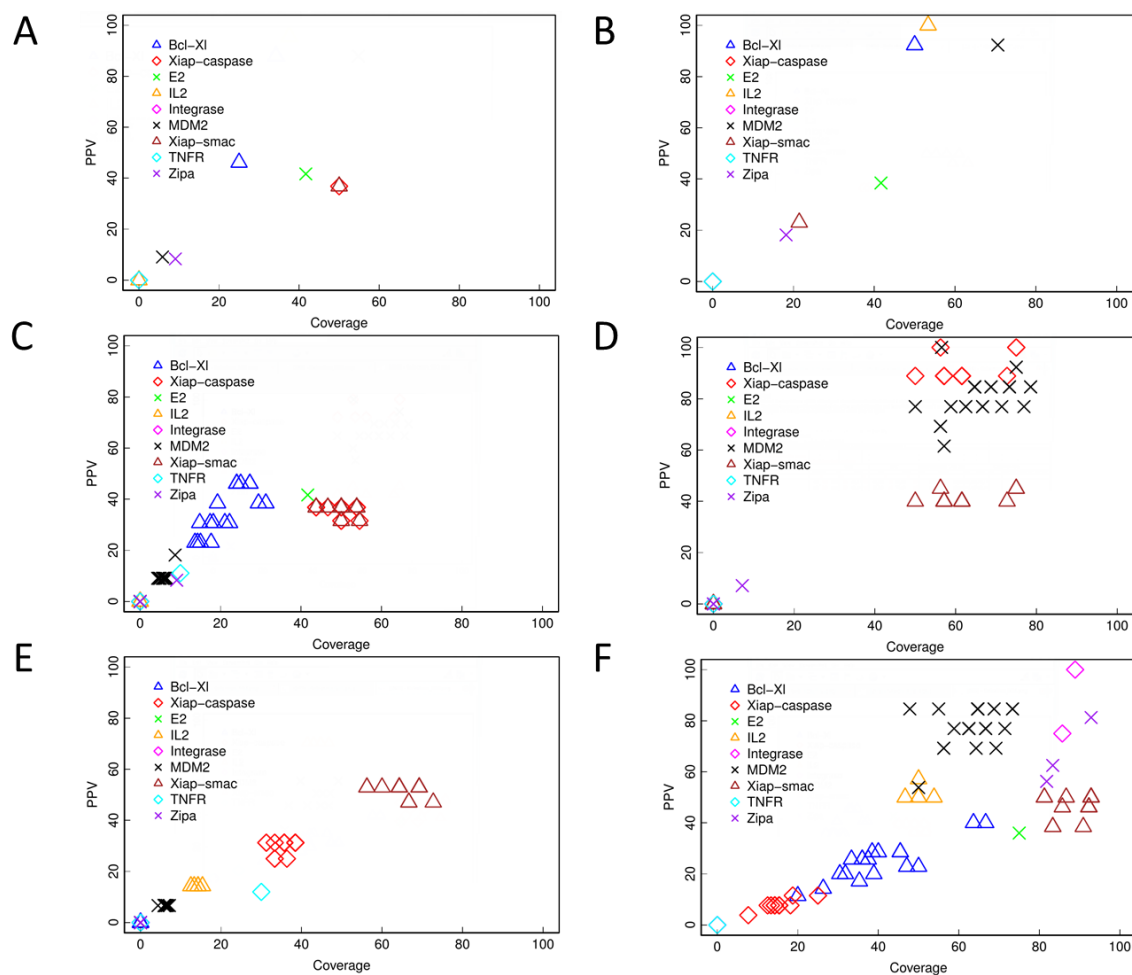 A
PPV
100
80
60
40
20
0
Bcl-Xl
Xiap-caspase
E2
IL2
Integrase
MDM2
Xiap-smac
TNFR
Zipa
0 20 40 60 80 100
Coverage
B
PPV
100
80
60
40
20
0
Bcl-Xl
Xiap-caspase
E2
IL2
Integrase
MDM2
Xiap-smac
TNFR
Zipa
0 20 40 60 80 100
Coverage
C
PPV
100
80
60
40
20
0
Bcl-Xl
Xiap-caspase
E2
IL2
Integrase
MDM2
Xiap-smac
TNFR
Zipa
0 20 40 60 80 100
Coverage
D
PPV
100
80
60
40
20
0
Bcl-Xl
Xiap-caspase
E2
IL2
Integrase
MDM2
Xiap-smac
TNFR
Zipa
0 20 40 60 80 100
Coverage
E
PPV
100
80
60
40
20
0
Bcl-Xl
Xiap-caspase
E2
IL2
Integrase
MDM2
Xiap-smac
TNFR
Zipa
0 20 40 60 80 100
Coverage
F
PPV
100
80
60
40
20
0
Bcl-Xl
Xiap-caspase
E2
IL2
Integrase
MDM2
Xiap-smac
TNFR
Zipa
0 20 40 60 80 100
Coverage